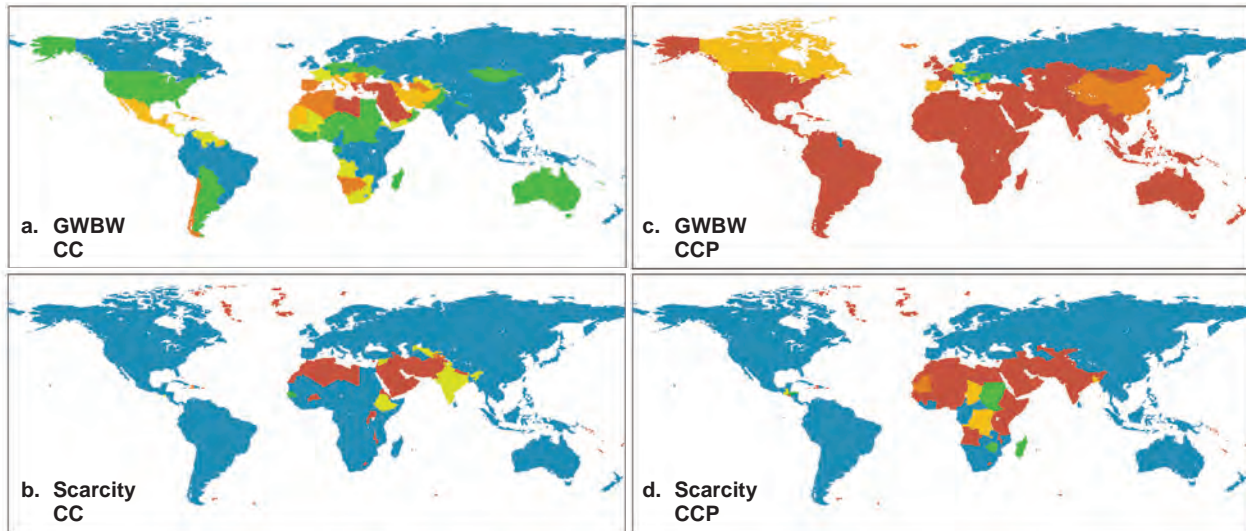 a. GWBW
CC
c. GWBW
CCP
b. Scarcity
CC
d. Scarcity
CCP